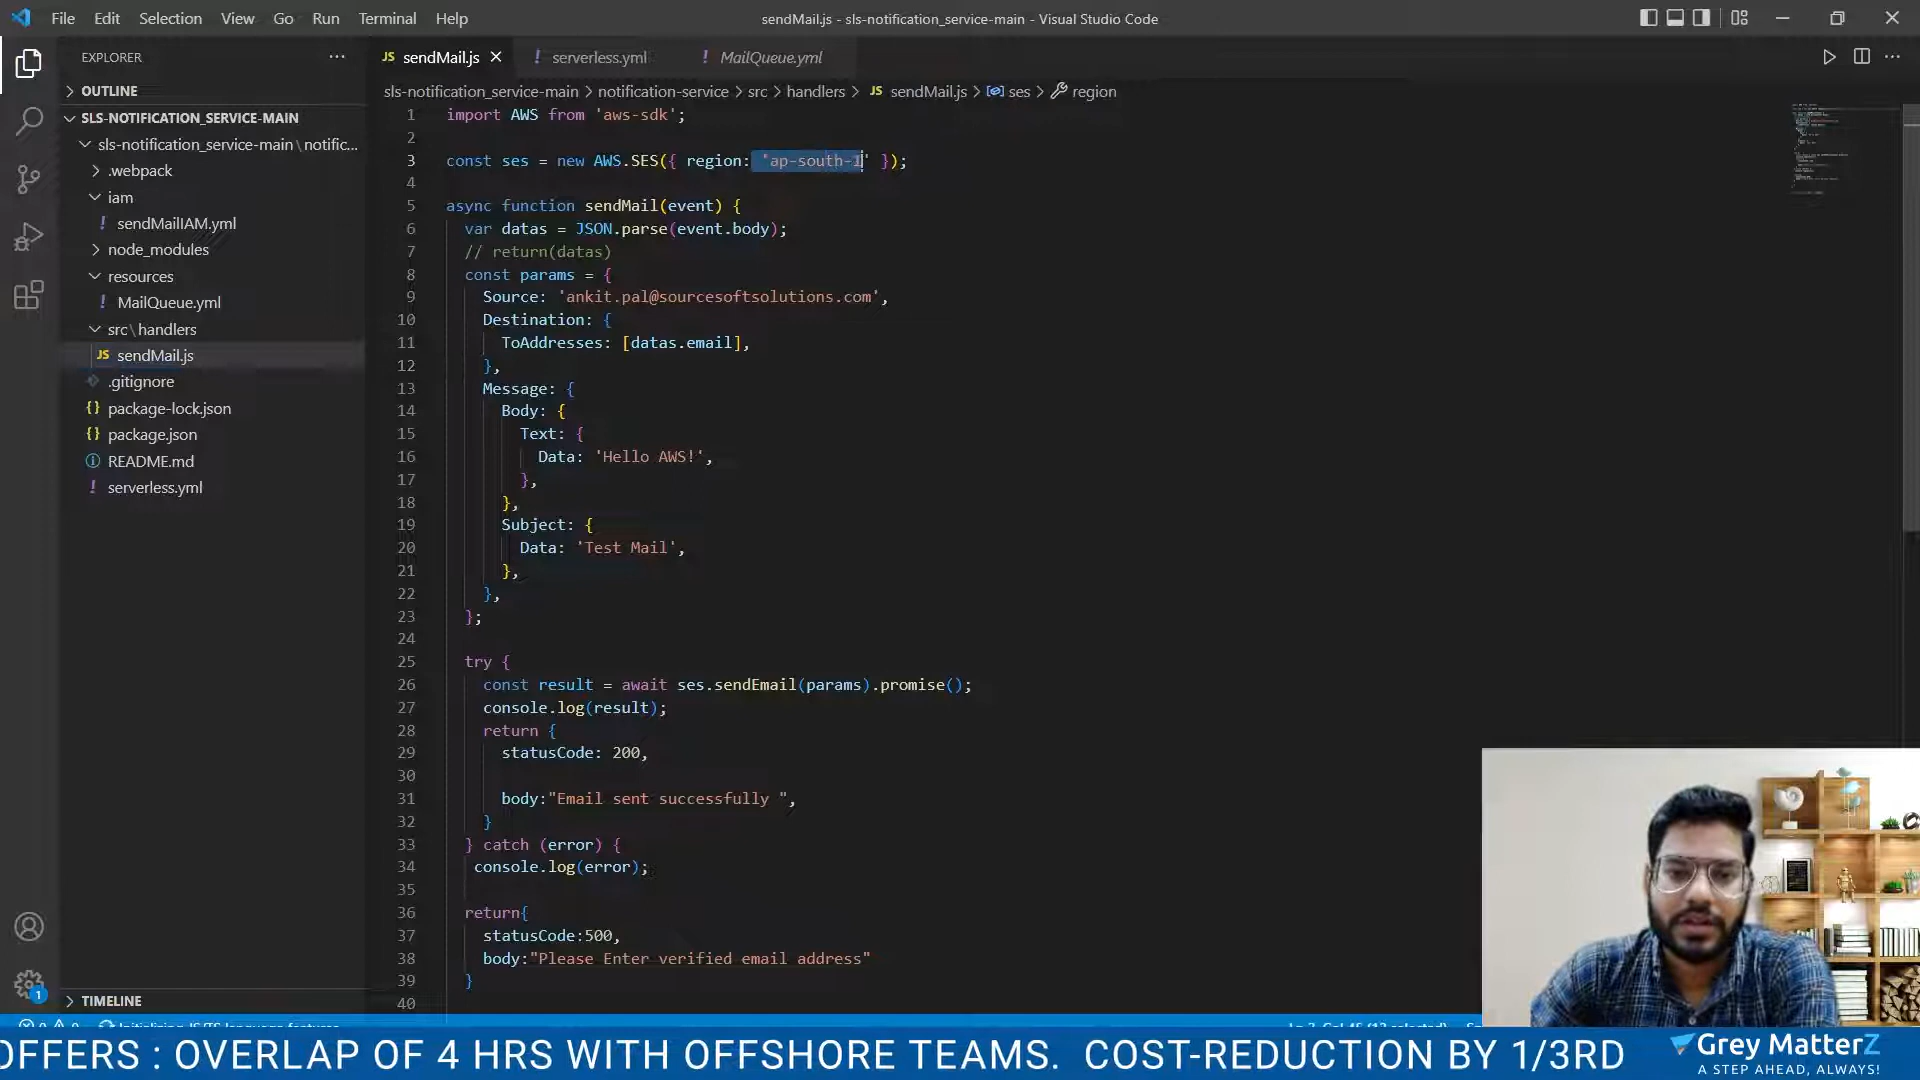 File Edit Selection View Go Run Terminal Help
sendMail.js - sls-notification_service-main - Visual Studio Code
EXPLORER
OUTLINE
SLS-NOTIFICATION_SERVICE-MAIN
sls-notification_service-main\notific...
.webpack
iam
! sendMailIAM.yml
node_modules
resources
! MailQueue.yml
src\handlers
JS sendMail.js
.gitignore
{} package-lock.json
{} package.json
README.md
! serverless.yml
TIMELINE
1
JS sendMail.js
! serverless.yml
! MailQueue.yml
sls-notification_service-main > notification-service > src > handlers > JS sendMail.js > ses > region
1 import AWS from 'aws-sdk';
2
3 const ses = new AWS.SES({ region: 'ap-south-1' });
4
5 async function sendMail(event) {
6 var datas = JSON.parse(event.body);
7 // return(datas)
8 const params = {
9 Source: 'ankit.pal@sourcesoftsolutions.com',
10 Destination: {
11 ToAddresses: [datas.email],
12 },
13 Message: {
14 Body: {
15 Text: {
16 Data: 'Hello AWS!',
17 },
18 },
19 Subject: {
20 Data: 'Test Mail',
21 },
22 },
23 };
24
25 try {
26 const result = await ses.sendEmail(params).promise();
27 console.log(result);
28 return {
29 statusCode: 200,
30
31 body:"Email sent successfully ",
32 }
33 } catch (error) {
34 console.log(error);
35
36 return{
37 statusCode:500,
38 body:"Please Enter verified email address"
39 }
40
OFFERS : OVERLAP OF 4 HRS WITH OFFSHORE TEAMS. COST-REDUCTION BY 1/3RD
Grey MatterZ
A STEP AHEAD, ALWAYS!